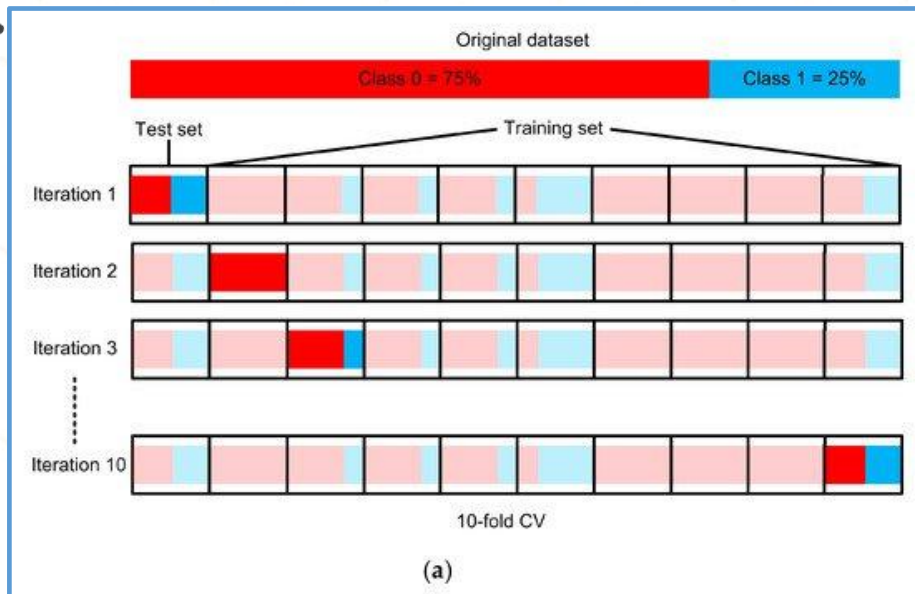 Original dataset
Class 0 = 75%
Class 1 = 25%
Test set
Training set
Iteration 1
Iteration 2
Iteration 3
Iteration 10
10-fold CV
(a)